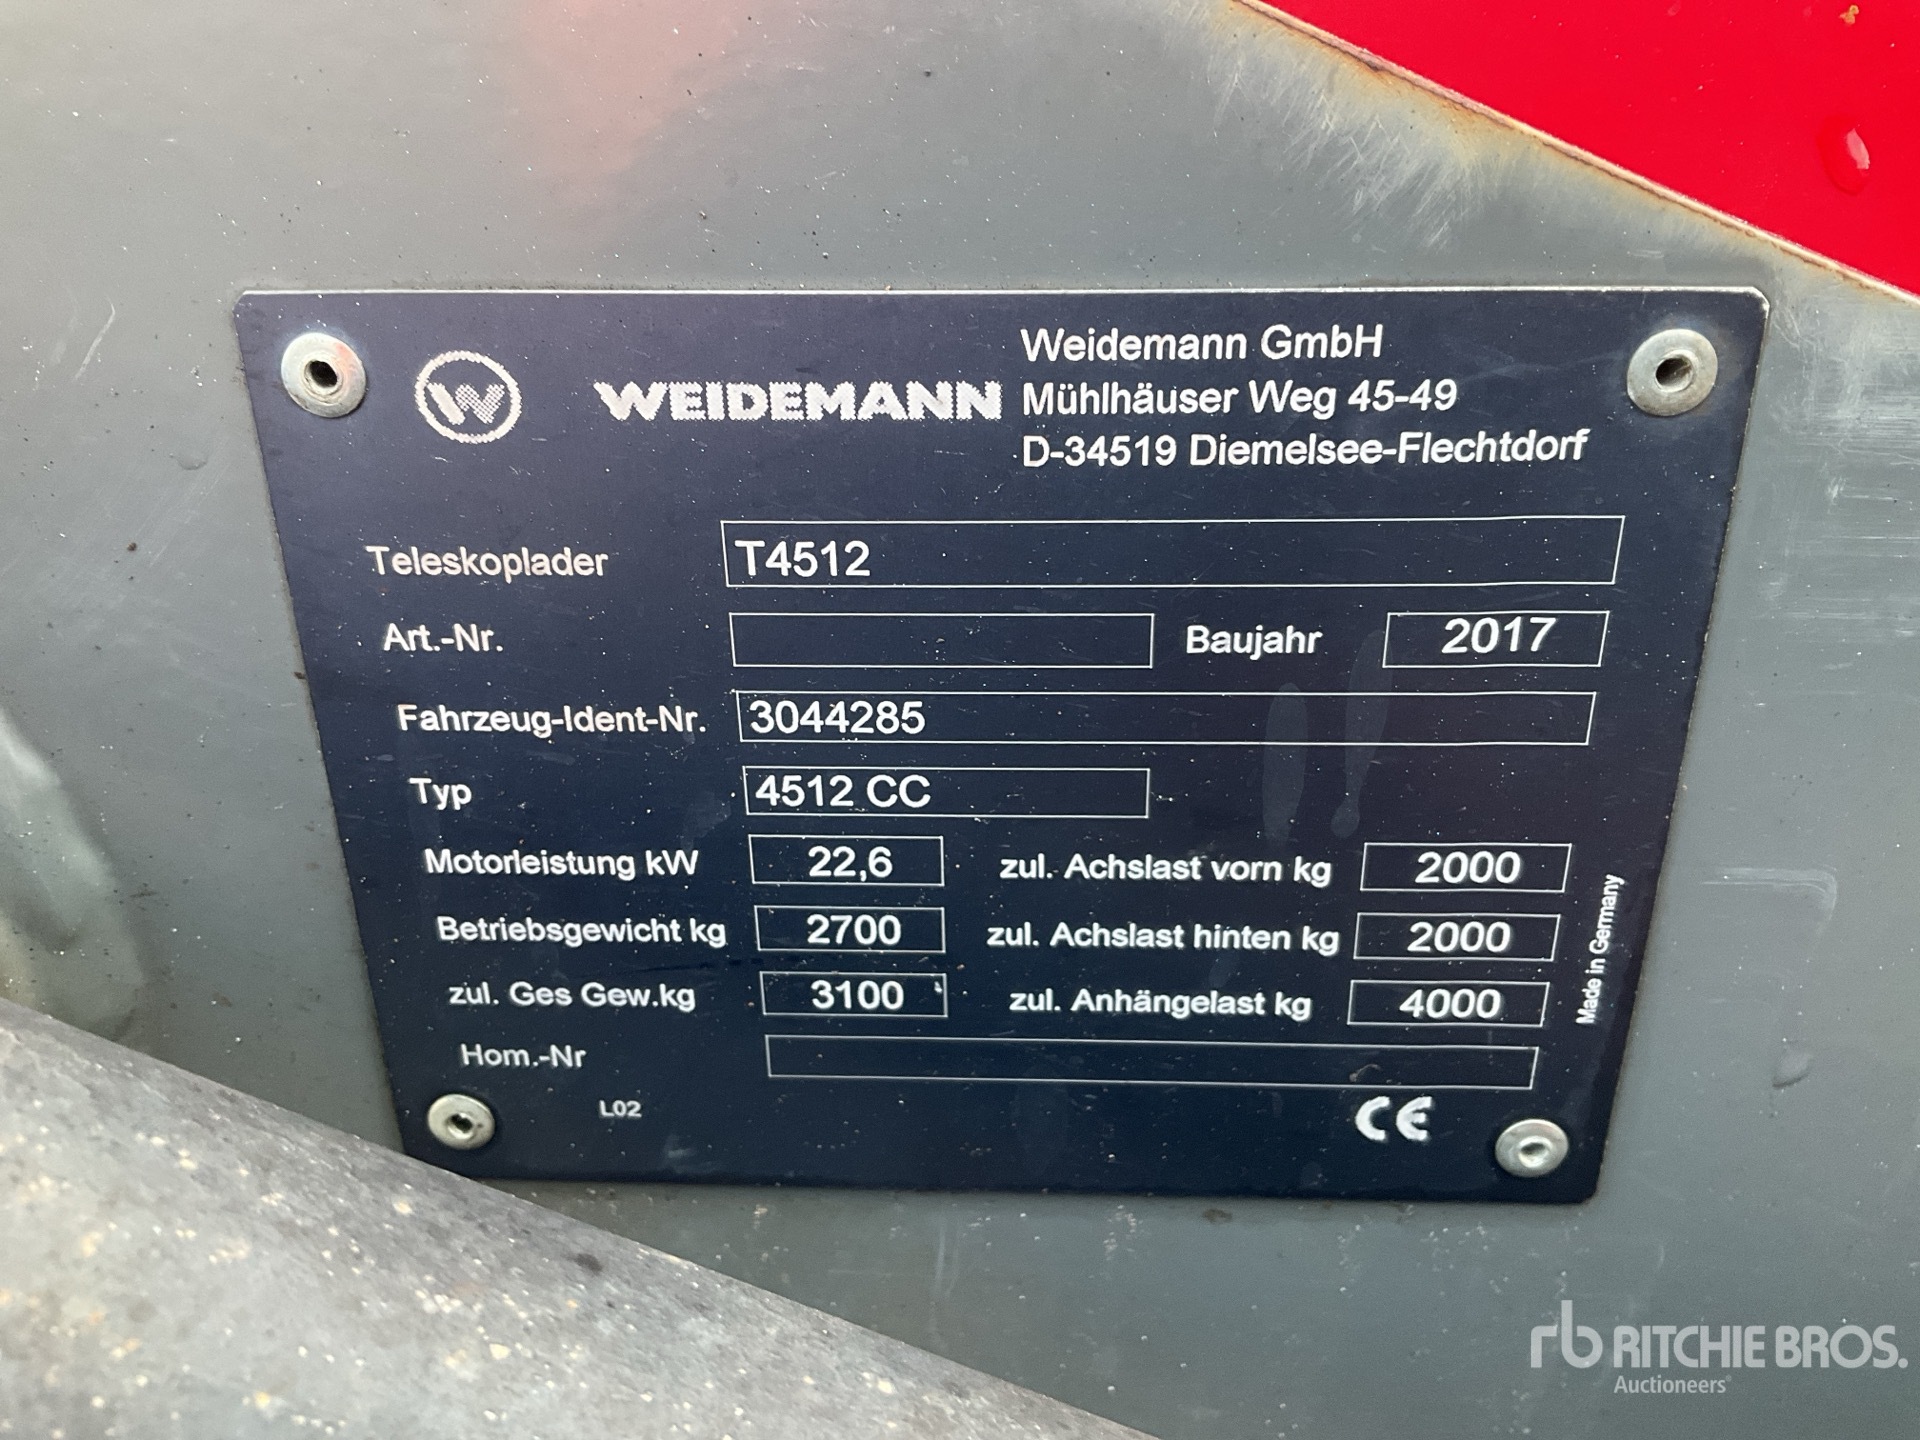 W WEIDEMANN
Weidemann GmbH
Mühlhäuser Weg 45-49
D-34519 Diemelsee-Flechtdorf
Teleskoplader T4512
Art.-Nr. Baujahr 2017
Fahrzeug-Ident-Nr. 3044285
Typ 4512 CC
Motorleistung kW 22,6 zul. Achslast vorn kg 2000
Betriebsgewicht kg 2700 zul. Achslast hinten kg 2000
zul. Ges Gew.kg 3100 zul. Anhängelast kg 4000
Hom.-Nr
Made in Germany
L02 CE
rb RITCHIE BROS.
Auctioneers